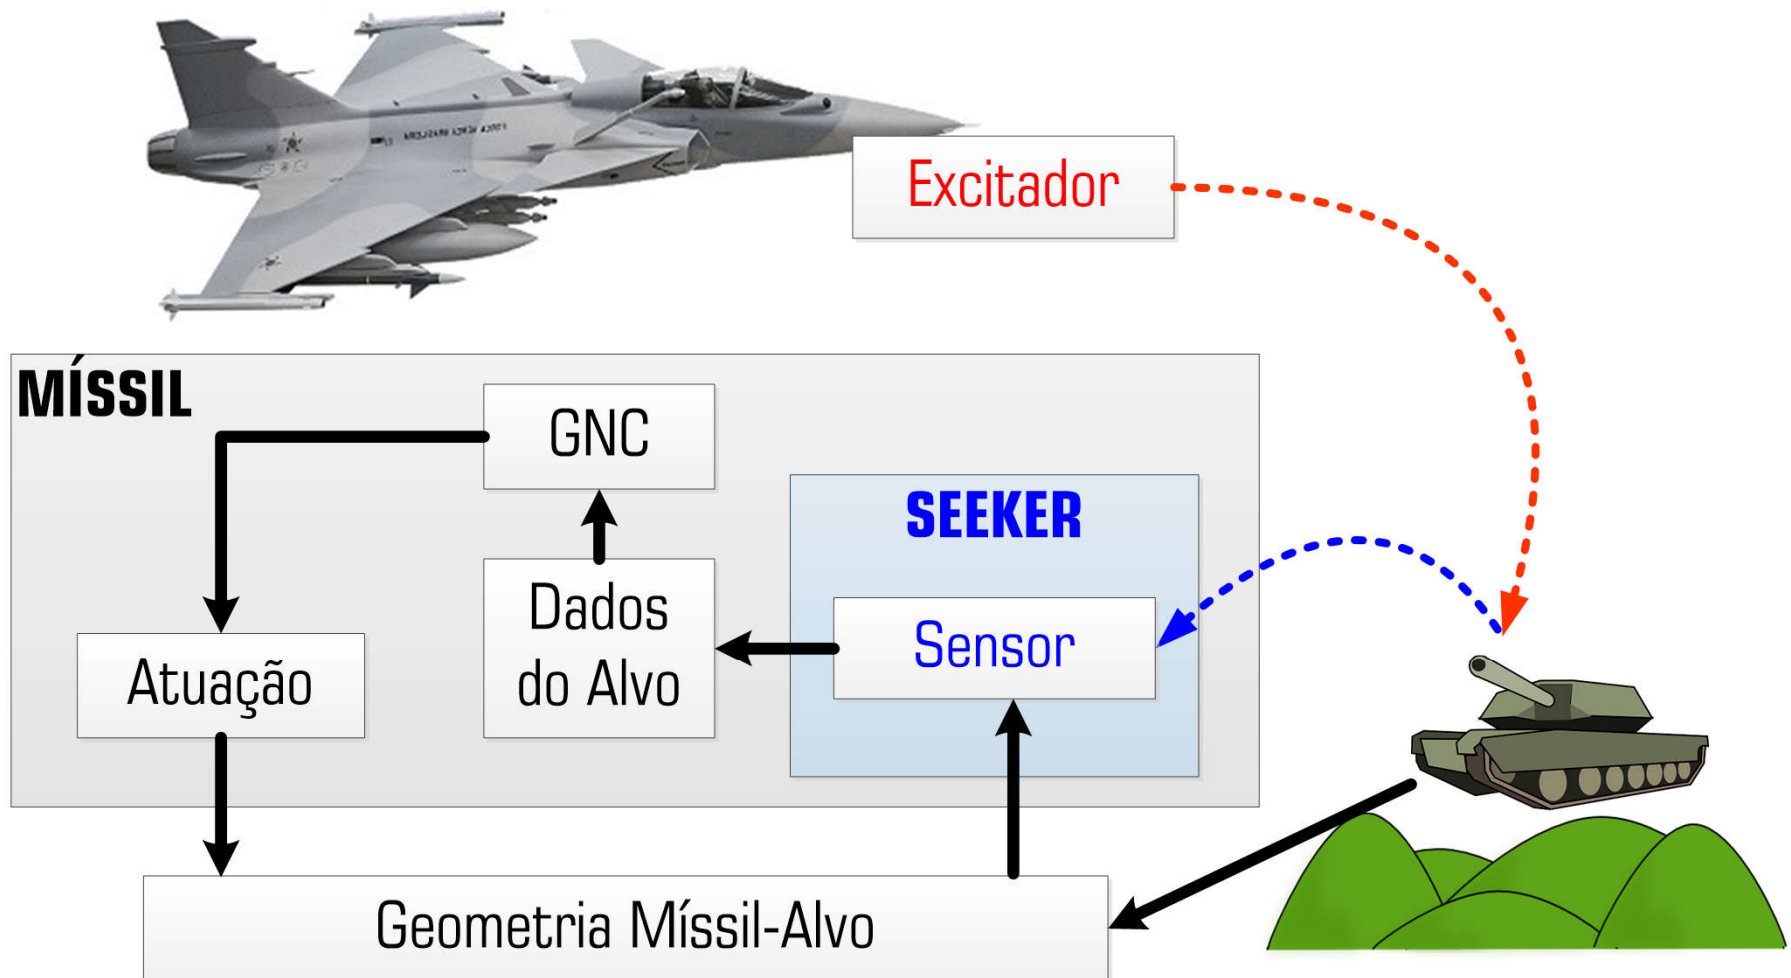 Excitador
MÍSSIL
GNC
SEEKER
Dados
do Alvo
Sensor
Atuação
Geometria Míssil-Alvo